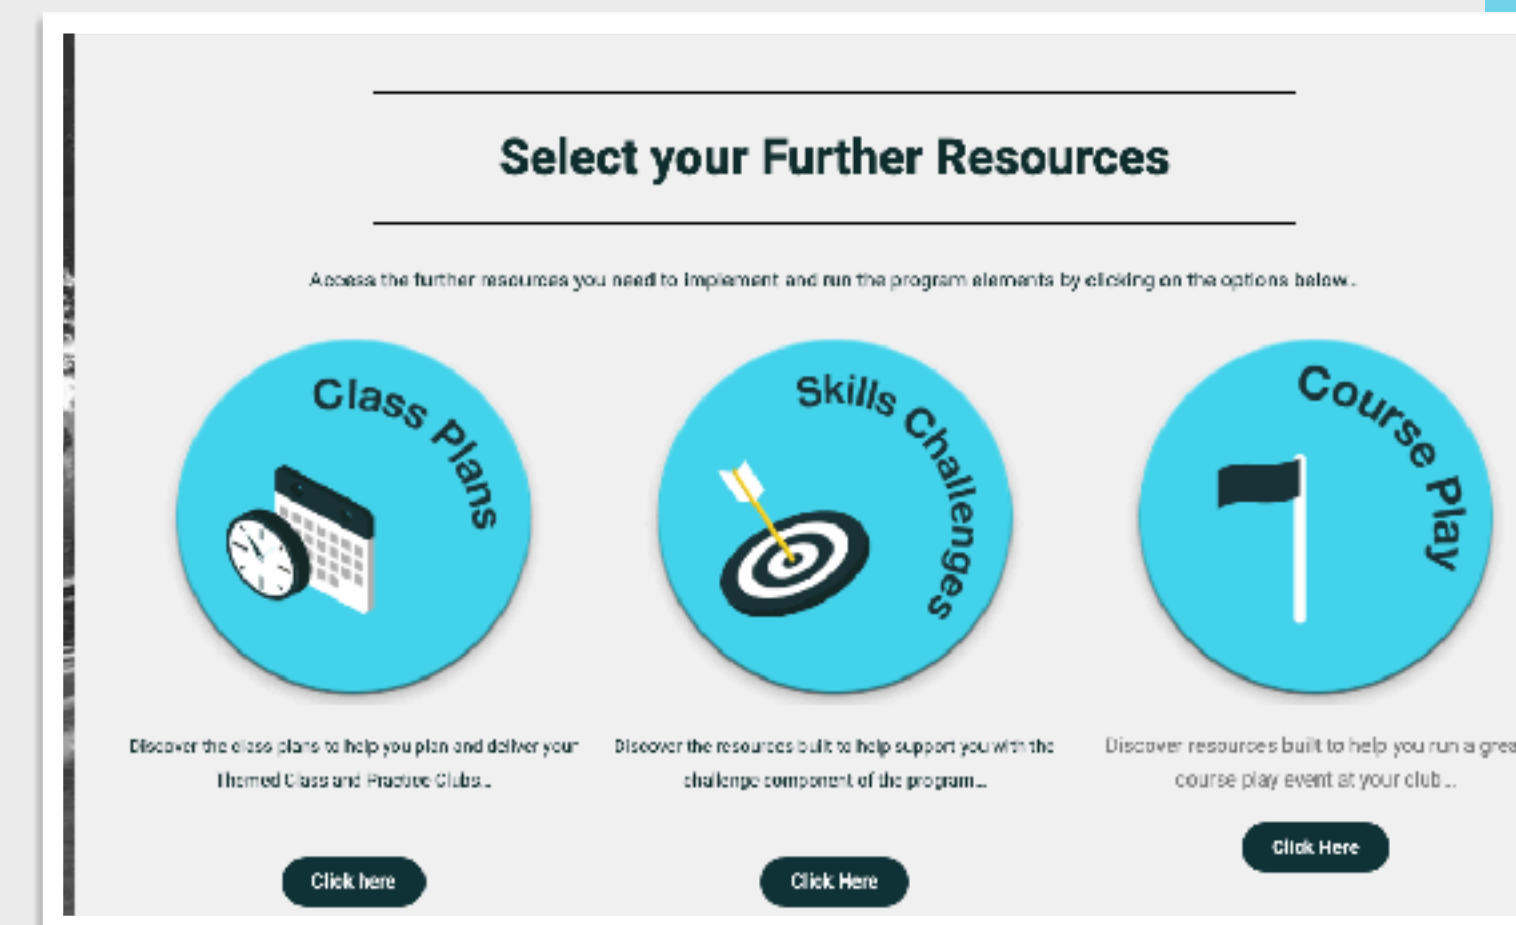 Select your Further Resources
Access the further resources you need to implement and run the program elements by clicking on the options below...
Class Plans
Skills Challenges
Course Play
Discover the class plans to help you plan and deliver your
Themed Class and Practice Clubs...
Click here
Discover the resources built to help support you with the
challenge component of the program...
Click Here
Discover resources built to help you run a grea
course play event at your club...
Click Here